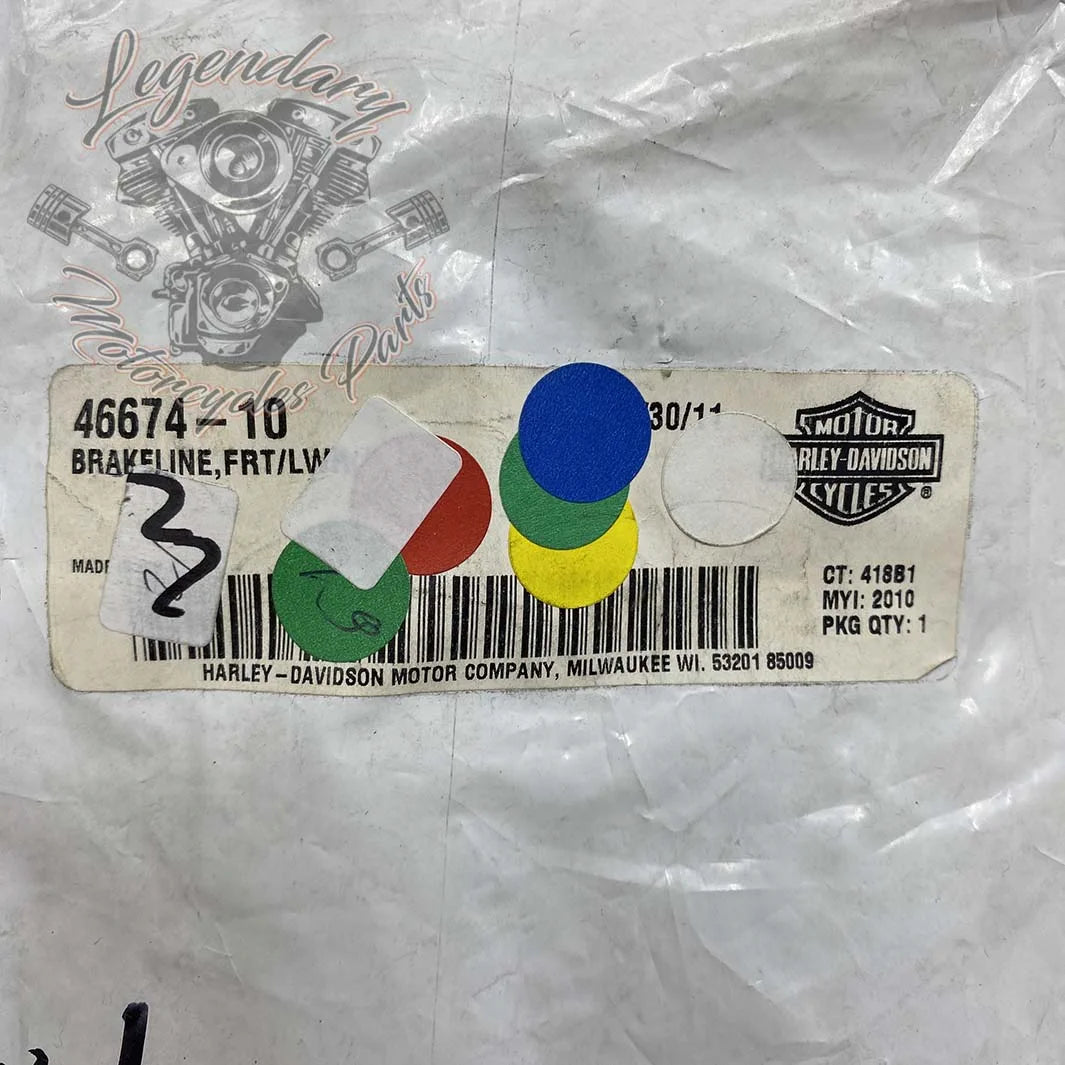 Legendary
Motorcycles Parts
46674-10
30/11
BRAKELINE,FRT/LW
MOTOR
HARLEY-DAVIDSON
CYCLES
®
MADE
CT: 418B1
MYI: 2010
PKG QTY: 1
HARLEY-DAVIDSON MOTOR COMPANY, MILWAUKEE WI. 53201 85009